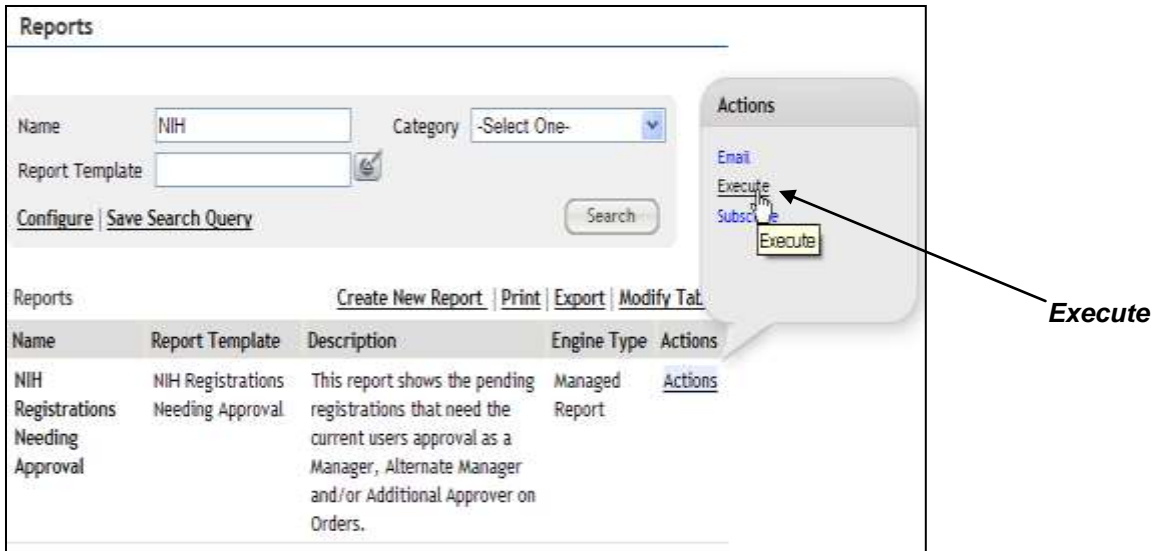 Reports
Name NIH Category -Select One-
Report Template
Configure | Save Search Query Search
Actions
Email
Execute
Execute
Execute
Reports Create New Report | Print | Export | Modify
Name Report Template Description Engine Type Actions
NIH NIH Registrations This report shows the pending Managed Actions
Registrations Needing Approval registrations that need the Report
Needing current users approval as a
Approval Manager, Alternate Manager
and/or Additional Approver on
Orders.